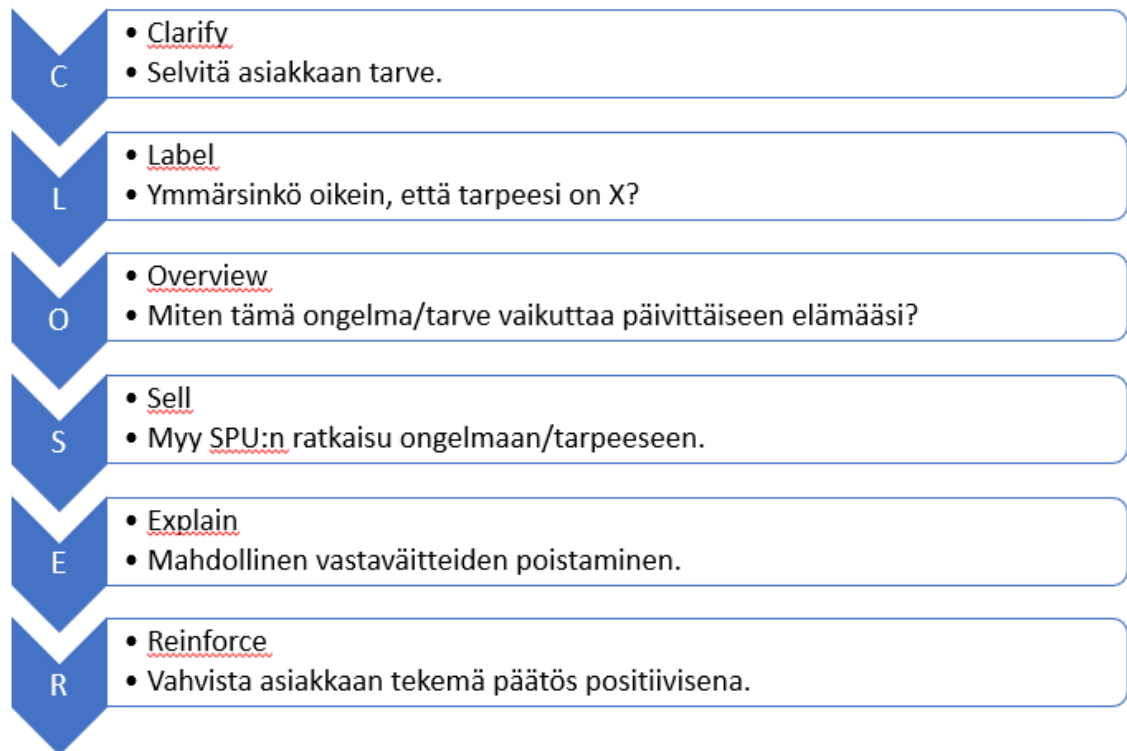 C
• Clarify
• Selvitä asiakkaan tarve.
L
• Label
• Ymmärsinkö oikein, että tarpeesi on X?
O
• Overview
• Miten tämä ongelma/tarve vaikuttaa päivittäiseen elämääsi?
S
• Sell
• Myy SPU:n ratkaisu ongelmaan/tarpeeseen.
E
• Explain
• Mahdollinen vastaväitteiden poistaminen.
R
• Reinforce
• Vahvista asiakkaan tekemä päätös positiivisena.